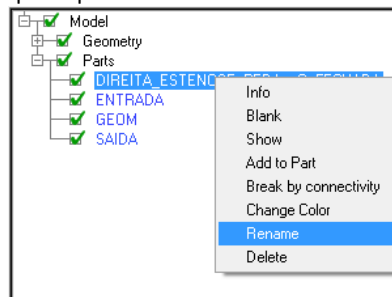 Model
Geometry
Parts
DIREITA_ESTENOSE
ENTRADA
GEOM
SAIDA
Info
Blank
Show
Add to Part
Break by connectivity
Change Color
Rename
Delete